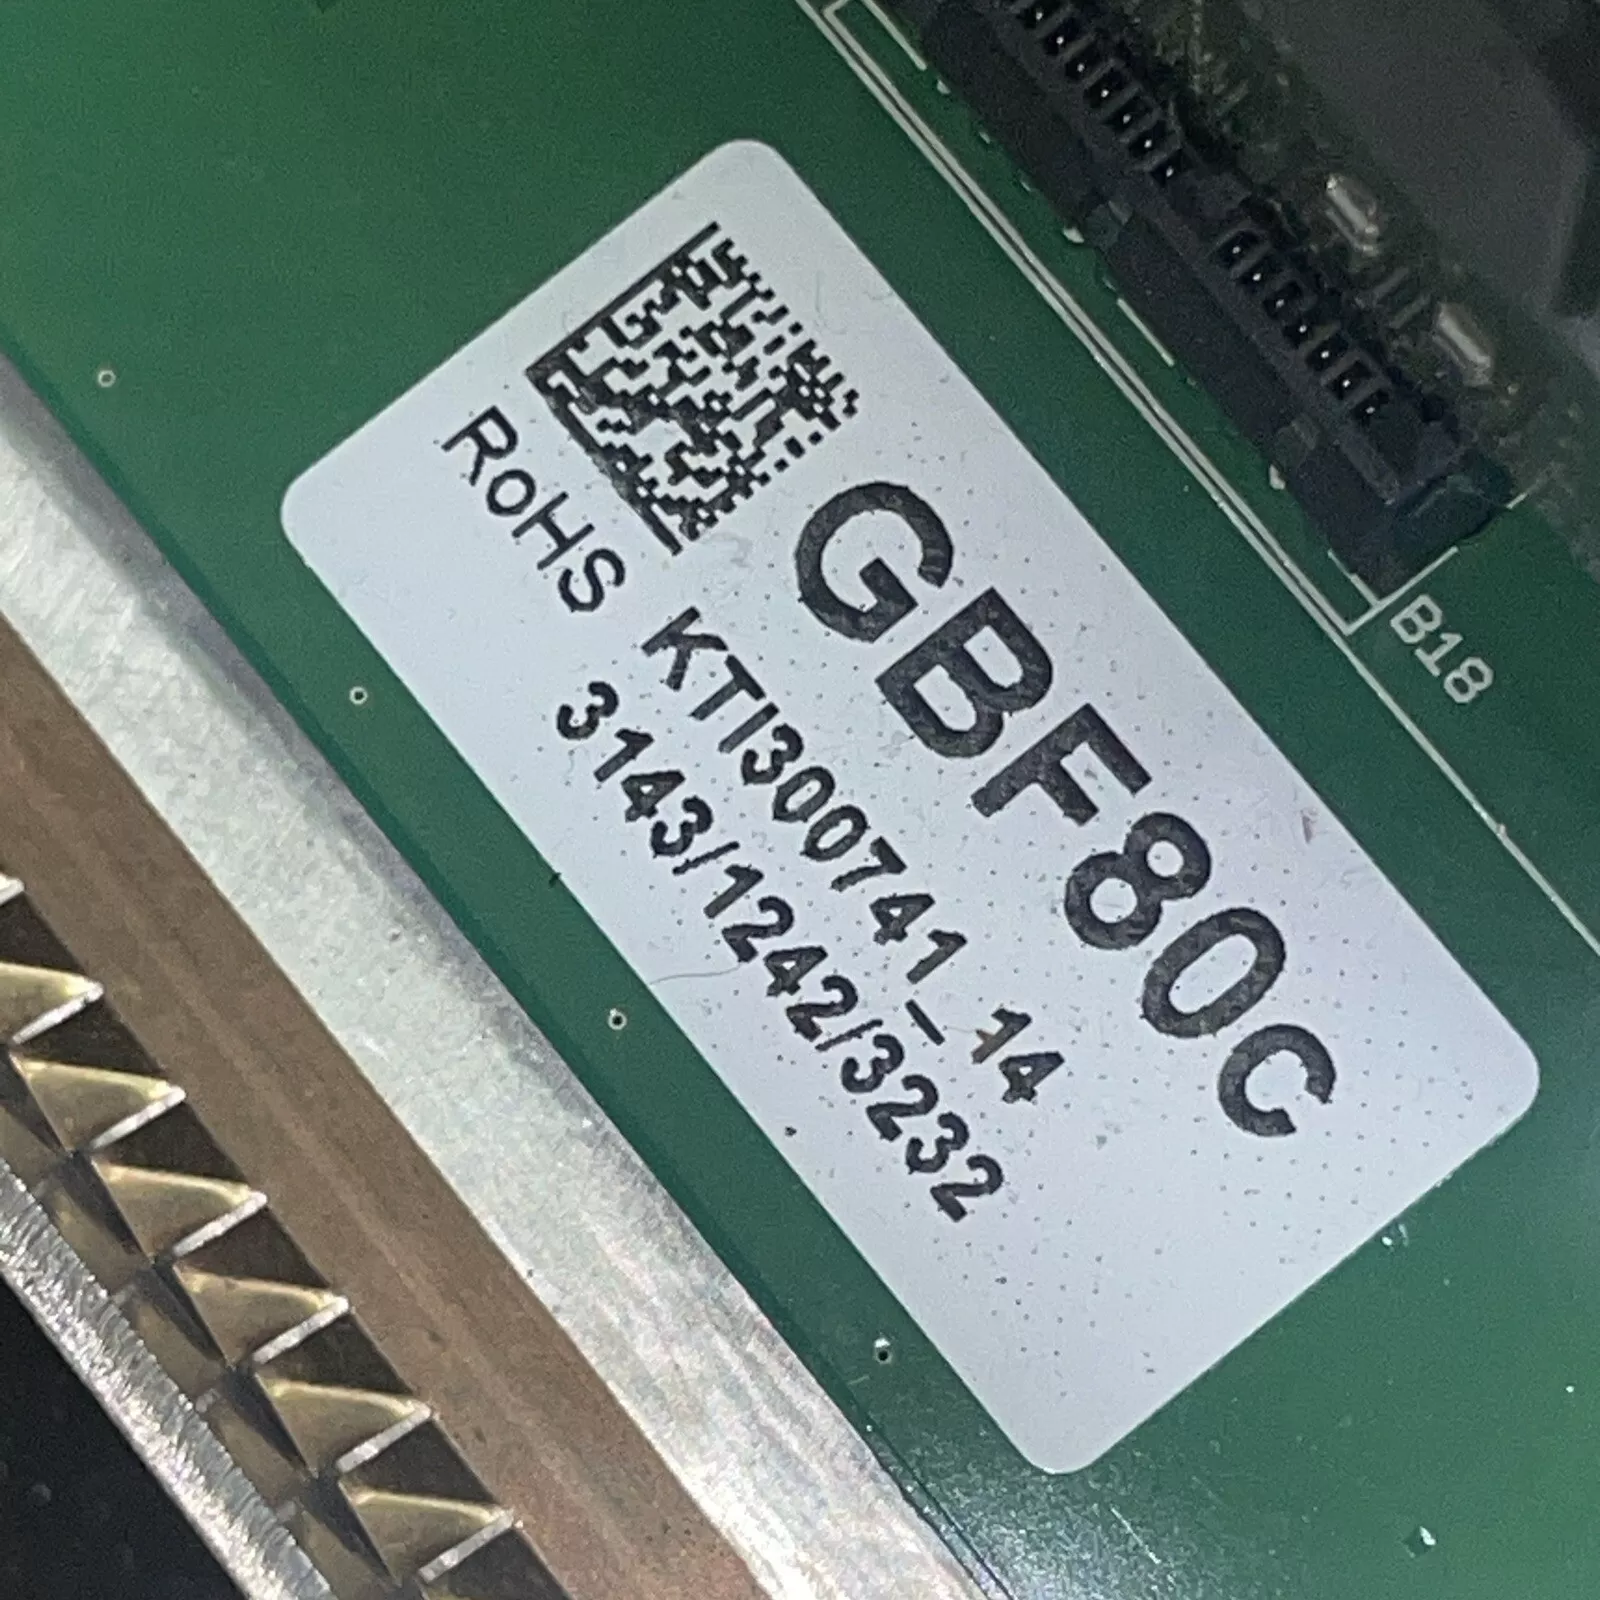 GBF80C
RoHS KTI300741_14
3143/1242/3232
B18